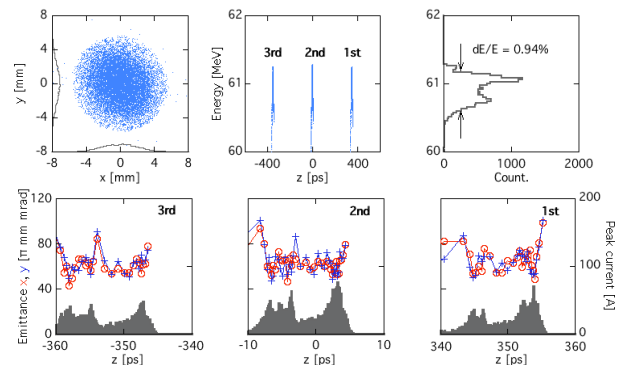 8
4
0
-4
-8
y [mm]
-8 -4 0 4 8
x [mm]
62
61
60
Energy [MeV]
3rd 2nd 1st
-400 0 400
z [ps]
62
61
60
dE/E = 0.94%
0 1000 2000
Count.
160
120
80
40
0
Emittance x, y [π mm mrad]
3rd
-360 -350 -340
z [ps]
2nd
-10 0 10
z [ps]
1st
340 350 360
z [ps]
200
100
0
Peak current [A]